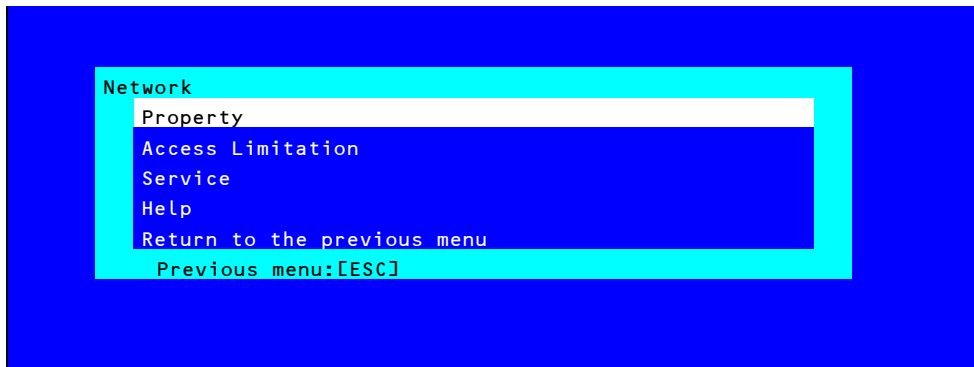 Network
Property
Access Limitation
Service
Help
Return to the previous menu
Previous menu:[ESC]